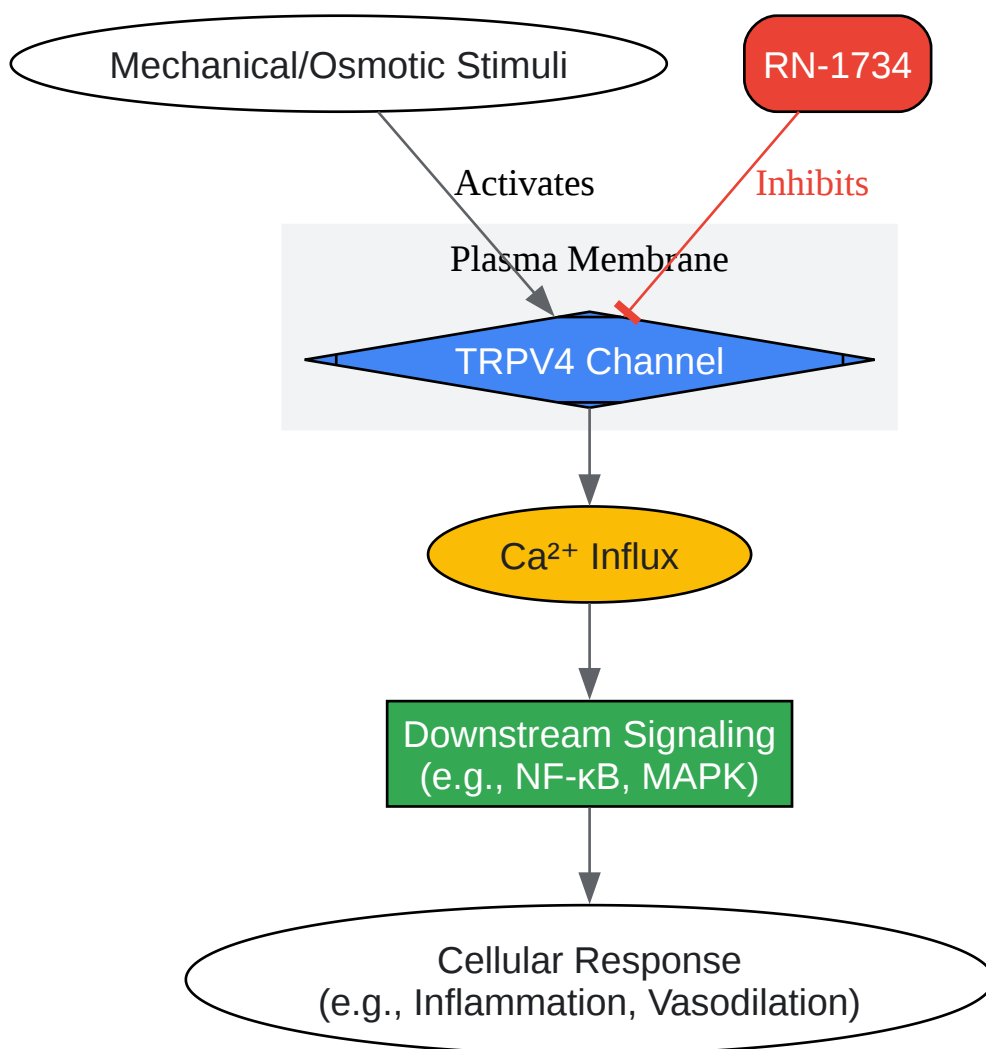 Mechanical/Osmotic Stimuli
RN-1734
Activates
Inhibits
Plasma Membrane
TRPV4 Channel
Ca²⁺ Influx
Downstream Signaling
(e.g., NF-κB, MAPK)
Cellular Response
(e.g., Inflammation, Vasodilation)